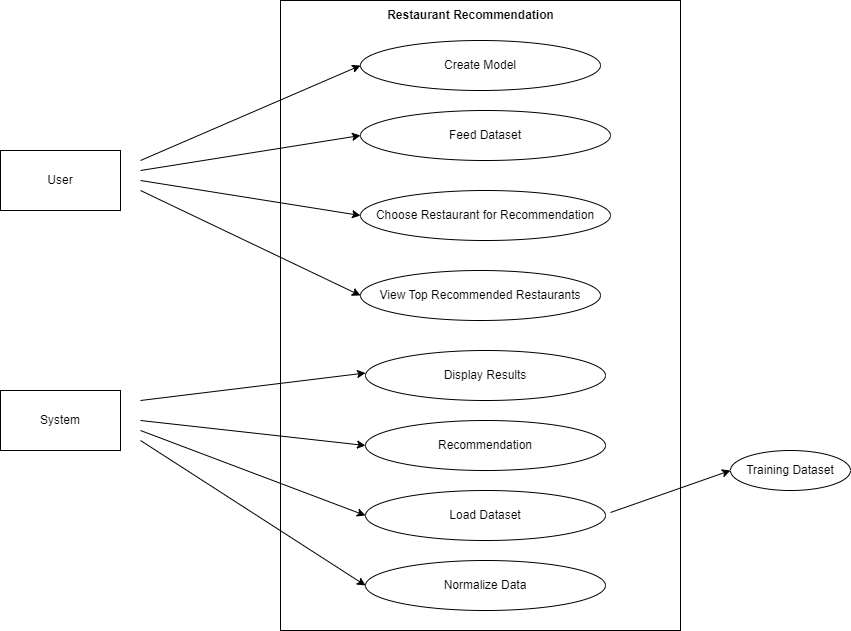 Restaurant Recommendation
Create Model
Feed Dataset
User
Choose Restaurant for Recommendation
View Top Recommended Restaurants
Display Results
System
Recommendation
Training Dataset
Load Dataset
Normalize Data